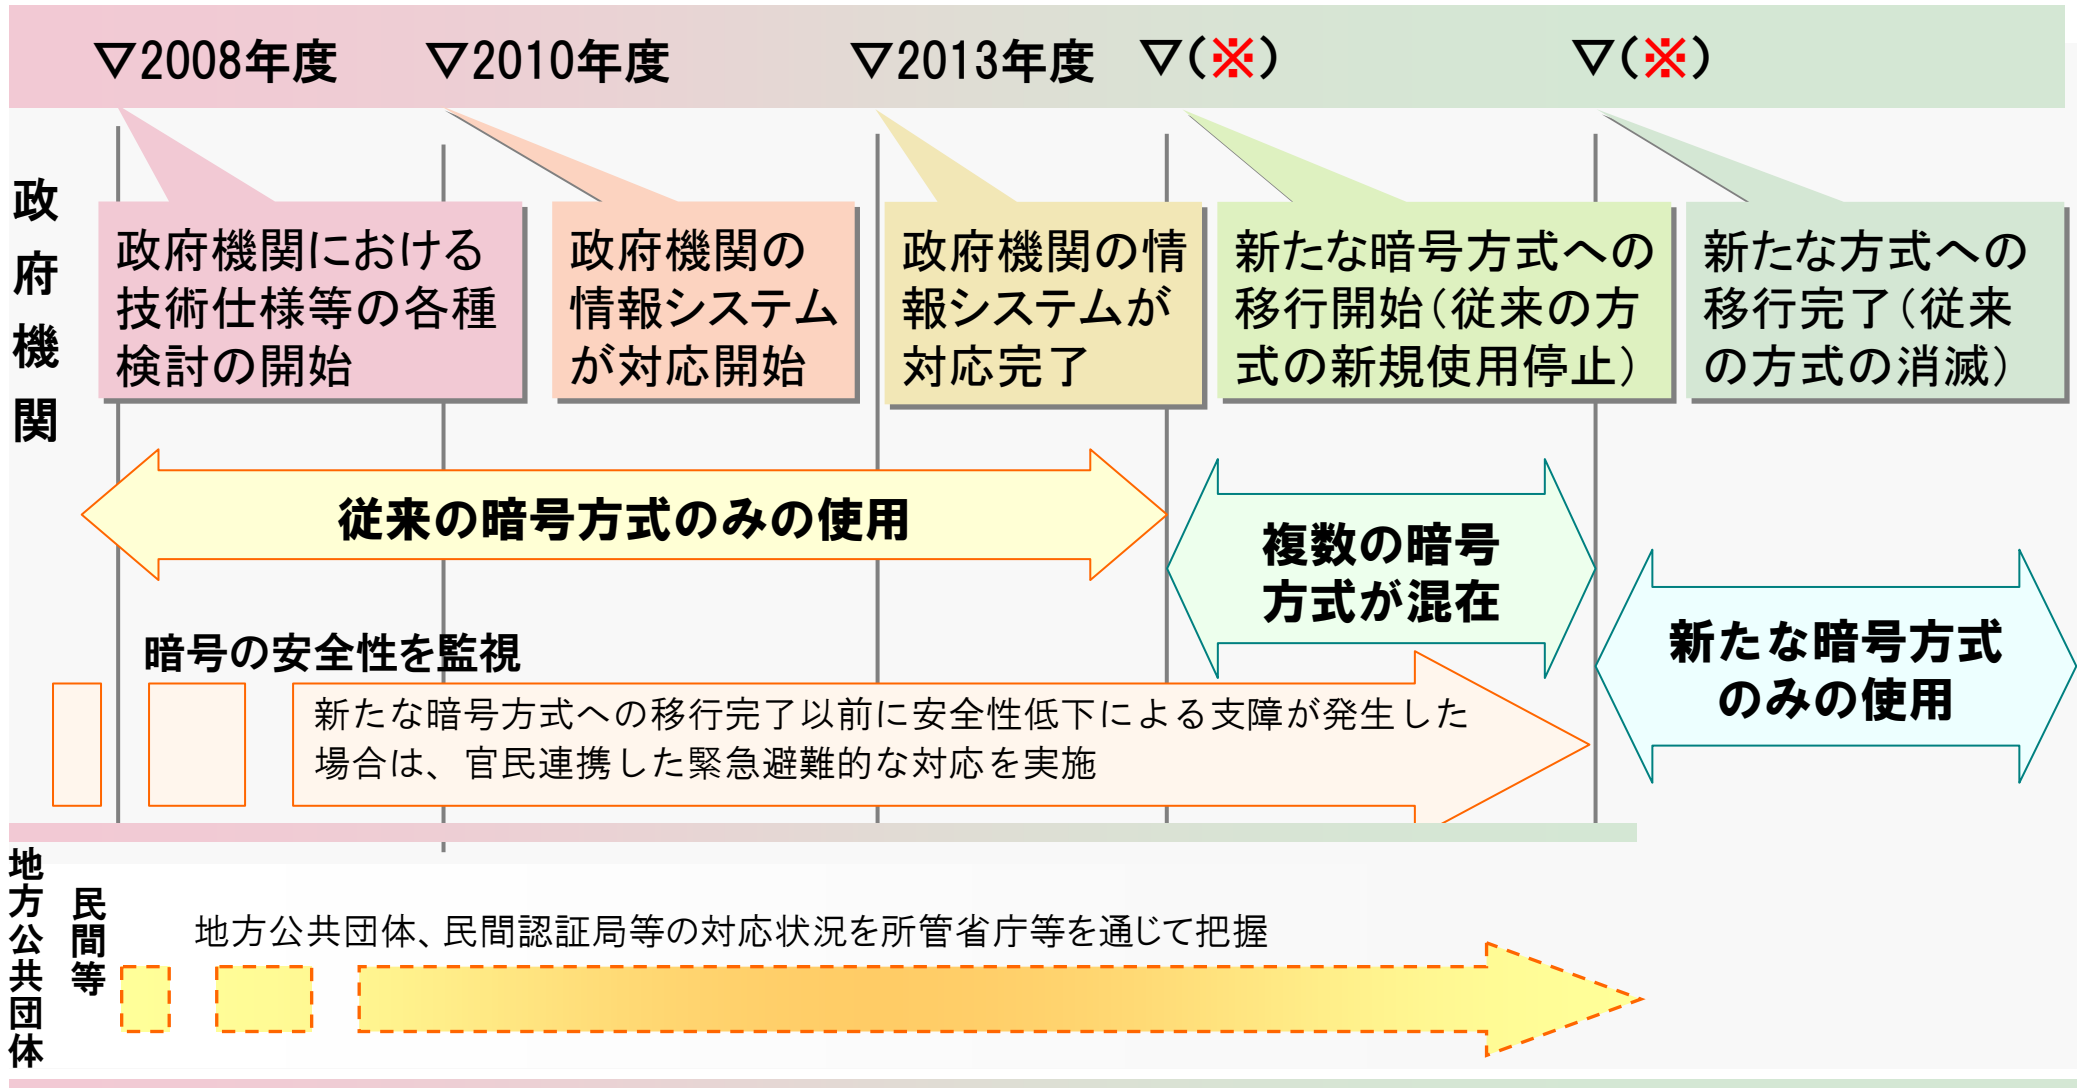 ▽2008年度 ▽2010年度 ▽2013年度 ▽(※) ▽(※)
政府機関
政府機関における
技術仕様等の各種
検討の開始
政府機関の
情報システム
が対応開始
政府機関の情
報システムが
対応完了
新たな暗号方式への
移行開始(従来の方
式の新規使用停止)
新たな方式への
移行完了(従来
の方式の消滅)
従来の暗号方式のみの使用
複数の暗号
方式が混在
新たな暗号方式
のみの使用
暗号の安全性を監視
新たな暗号方式への移行完了以前に安全性低下による支障が発生した
場合は、官民連携した緊急避難的な対応を実施
地方公共団体
民間等
地方公共団体、民間認証局等の対応状況を所管省庁等を通じて把握